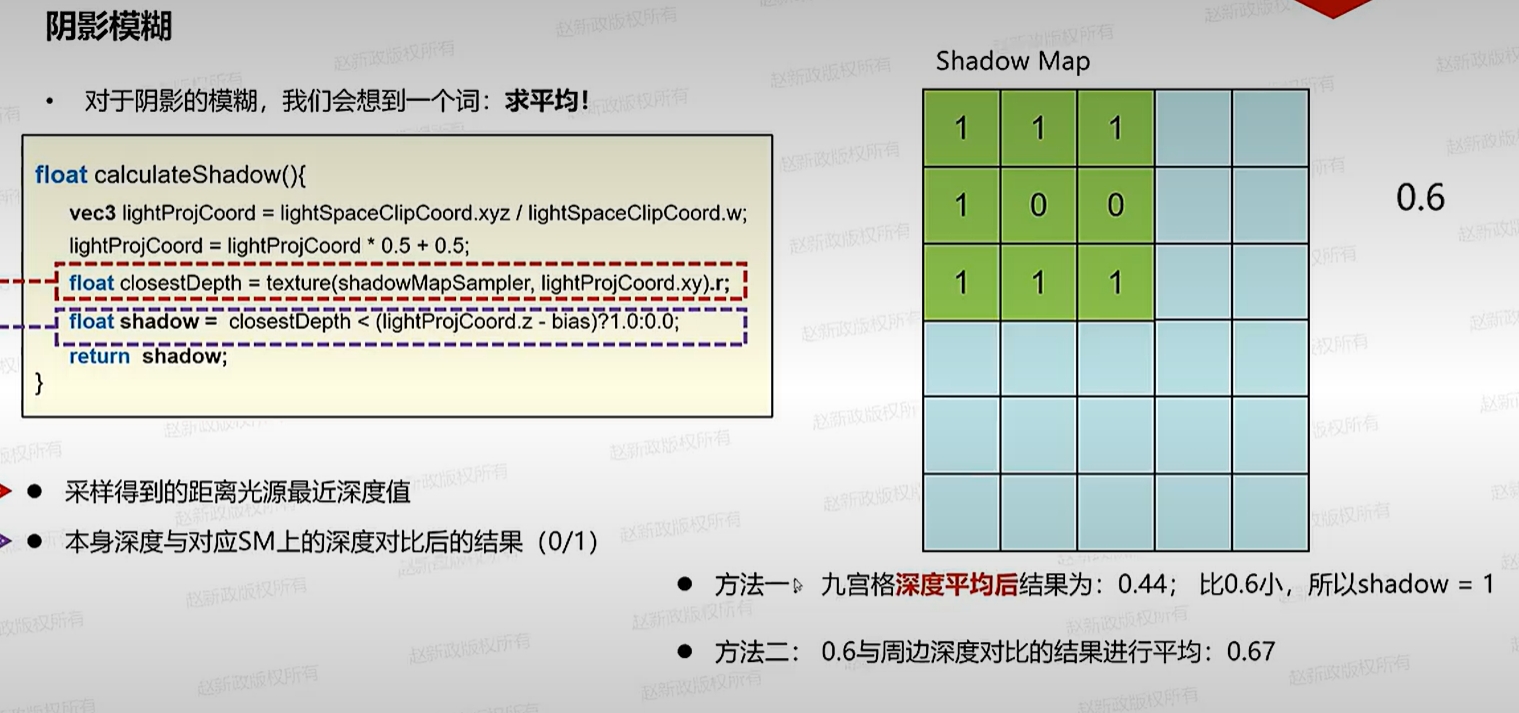 阴影模糊
• 对于阴影的模糊，我们会想到一个词：求平均！
float calculateShadow(){
vec3 lightProjCoord = lightSpaceClipCoord.xyz / lightSpaceClipCoord.w;
lightProjCoord = lightProjCoord * 0.5 + 0.5;
float closestDepth = texture(shadowMapSampler, lightProjCoord.xy).r;
float shadow = closestDepth < (lightProjCoord.z - bias)?1.0:0.0;
return shadow;
}
● 采样得到的距离光源最近深度值
● 本身深度与对应SM上的深度对比后的结果（0/1）
Shadow Map
1 1 1
1 0 0
1 1 1
0.6
● 方法一： 九宫格深度平均后结果为：0.44； 比0.6小，所以shadow = 1
● 方法二： 0.6与周边深度对比的结果进行平均：0.67
赵新政版权所有